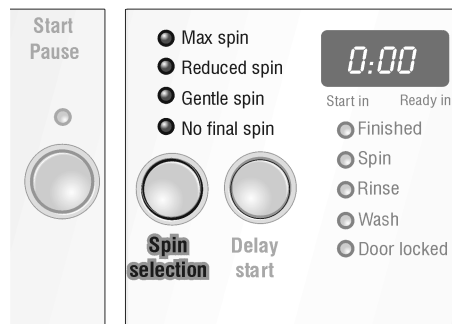 Start
Pause
Max spin
Reduced spin
Gentle spin
No final spin
Spin
selection
Delay
start
0:00
Start in Ready in
Finished
Spin
Rinse
Wash
Door locked